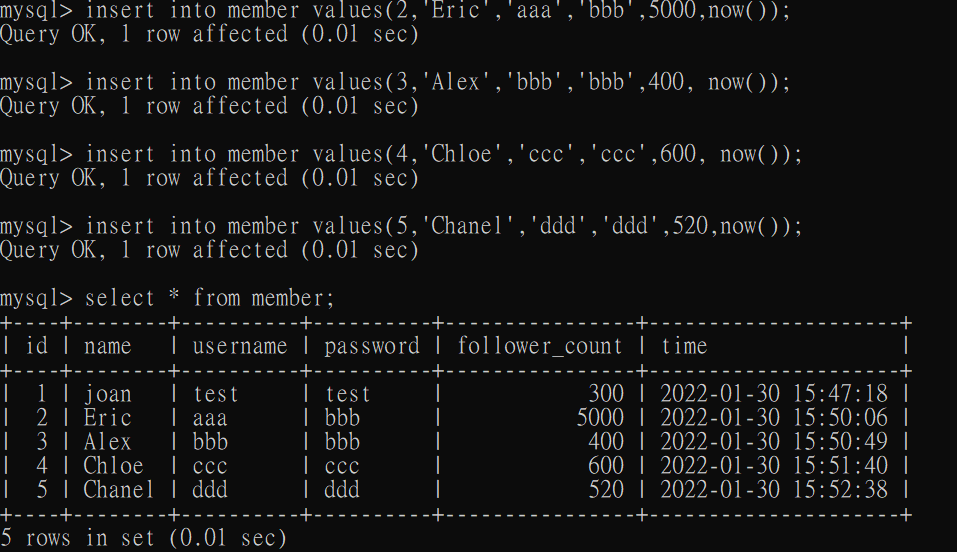 mysql> insert into member values(2,'Eric','aaa','bbb',5000,now());
Query OK, 1 row affected (0.01 sec)

mysql> insert into member values(3,'Alex','bbb','bbb',400, now());
Query OK, 1 row affected (0.01 sec)

mysql> insert into member values(4,'Chloe','ccc','ccc',600, now());
Query OK, 1 row affected (0.01 sec)

mysql> insert into member values(5,'Chanel','ddd','ddd',520,now());
Query OK, 1 row affected (0.01 sec)

mysql> select * from member;
+----+--------+----------+----------+----------------+---------------------+
| id | name   | username | password | follower_count | time                |
+----+--------+----------+----------+----------------+---------------------+
|  1 | joan   | test     | test     |            300 | 2022-01-30 15:47:18 |
|  2 | Eric   | aaa      | bbb      |           5000 | 2022-01-30 15:50:06 |
|  3 | Alex   | bbb      | bbb      |            400 | 2022-01-30 15:50:49 |
|  4 | Chloe  | ccc      | ccc      |            600 | 2022-01-30 15:51:40 |
|  5 | Chanel | ddd      | ddd      |            520 | 2022-01-30 15:52:38 |
+----+--------+----------+----------+----------------+---------------------+
5 rows in set (0.01 sec)